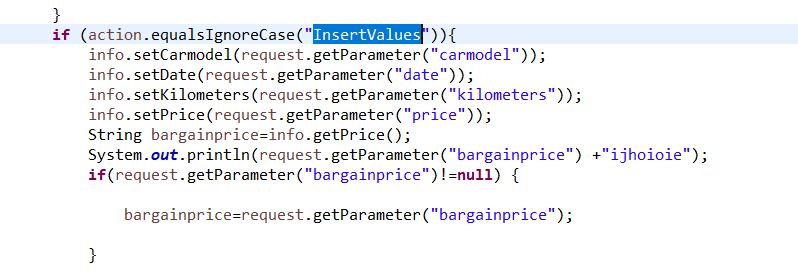 }
if (action.equalsIgnoreCase("InsertValues")){
info.setCarmodel(request.getParameter("carmodel"));
info.setDate(request.getParameter("date"));
info.setKilometers(request.getParameter("kilometers"));
info.setPrice(request.getParameter("price"));
String bargainprice=info.getPrice();
System.out.println(request.getParameter("bargainprice") +"ijhoioie");
if(request.getParameter("bargainprice")!=null) {
bargainprice=request.getParameter("bargainprice");
}